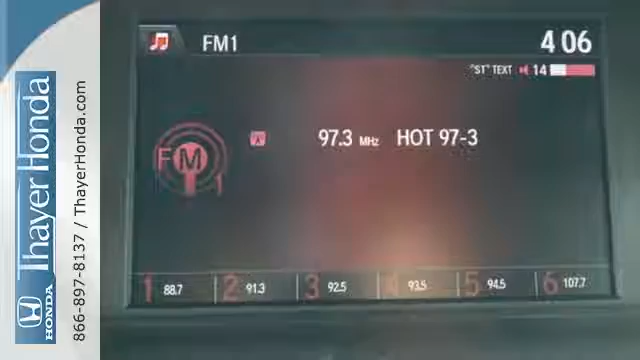 FM1
4 06
"ST" TEXT 14
FM 1
97.3 MHz HOT 97-3
1 88.7 2 91.3 3 92.5 4 93.5 5 94.5 6 107.7
Thayer Honda
866-897-8137 / ThayerHonda.com
HONDA